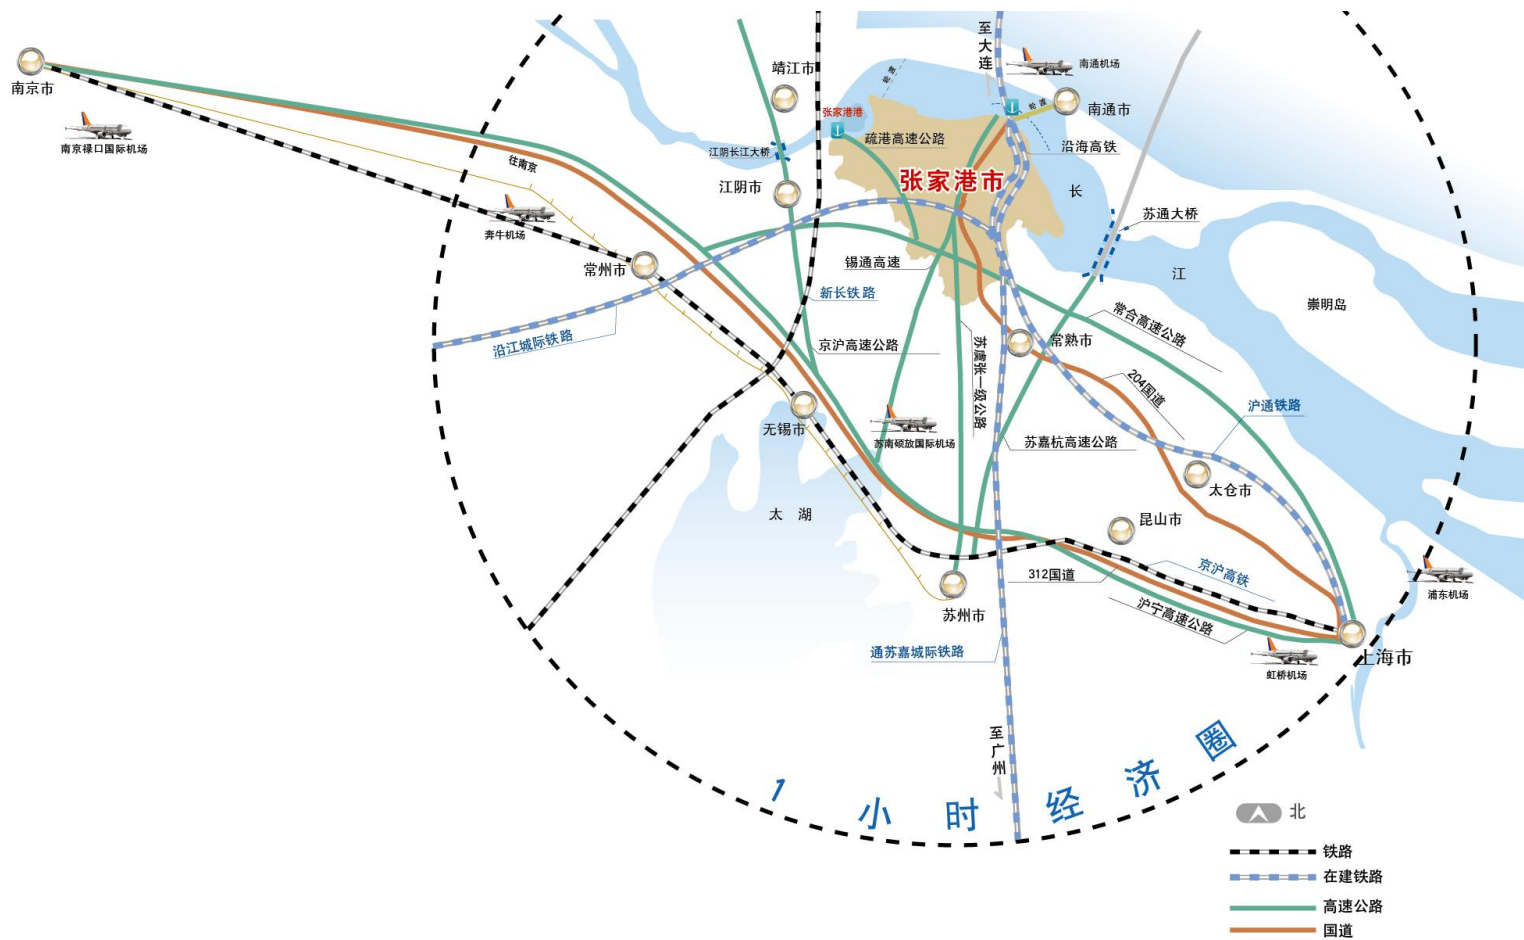 至大连
南通机场
靖江市
轮渡
南京市
张家港港
轮渡
南通市
南京禄口国际机场
江阴长江大桥
疏港高速公路
沿海高铁
往南京
江阴市
张家港市
长
奔牛机场
苏通大桥
常州市
锡通高速
江
新长铁路
崇明岛
沿江城际铁路
京沪高速公路
苏虞张一级公路
常熟市
常合高速公路
204国道
沪通铁路
无锡市
苏南硕放国际机场
苏嘉杭高速公路
太仓市
太 湖
昆山市
312国道
京沪高铁
浦东机场
苏州市
沪宁高速公路
通苏嘉城际铁路
上海市
虹桥机场
至广州
1小时经济圈
北
铁路
在建铁路
高速公路
国道